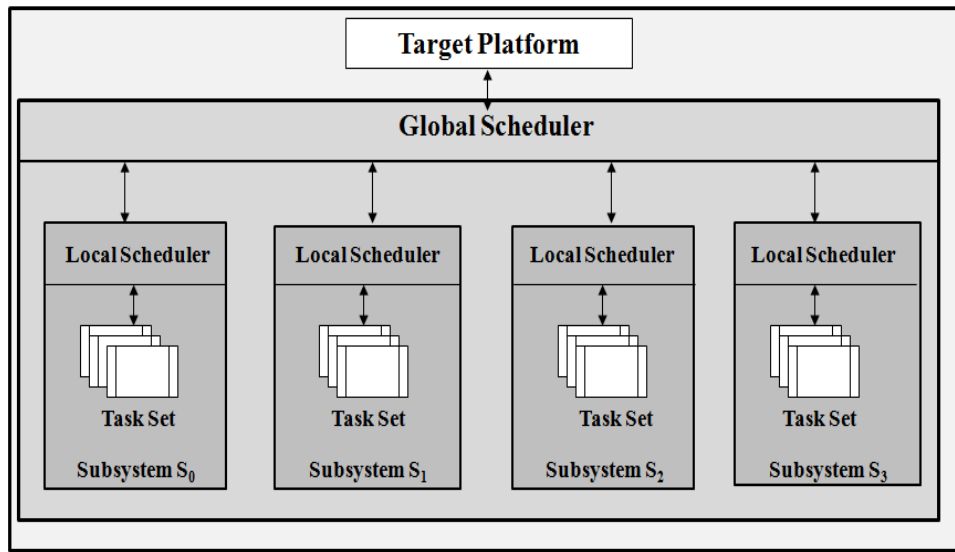 Target Platform
Global Scheduler
Local Scheduler
Local Scheduler
Local Scheduler
Local Scheduler
Task Set
Task Set
Task Set
Task Set
Subsystem S₀
Subsystem S₁
Subsystem S₂
Subsystem S₃